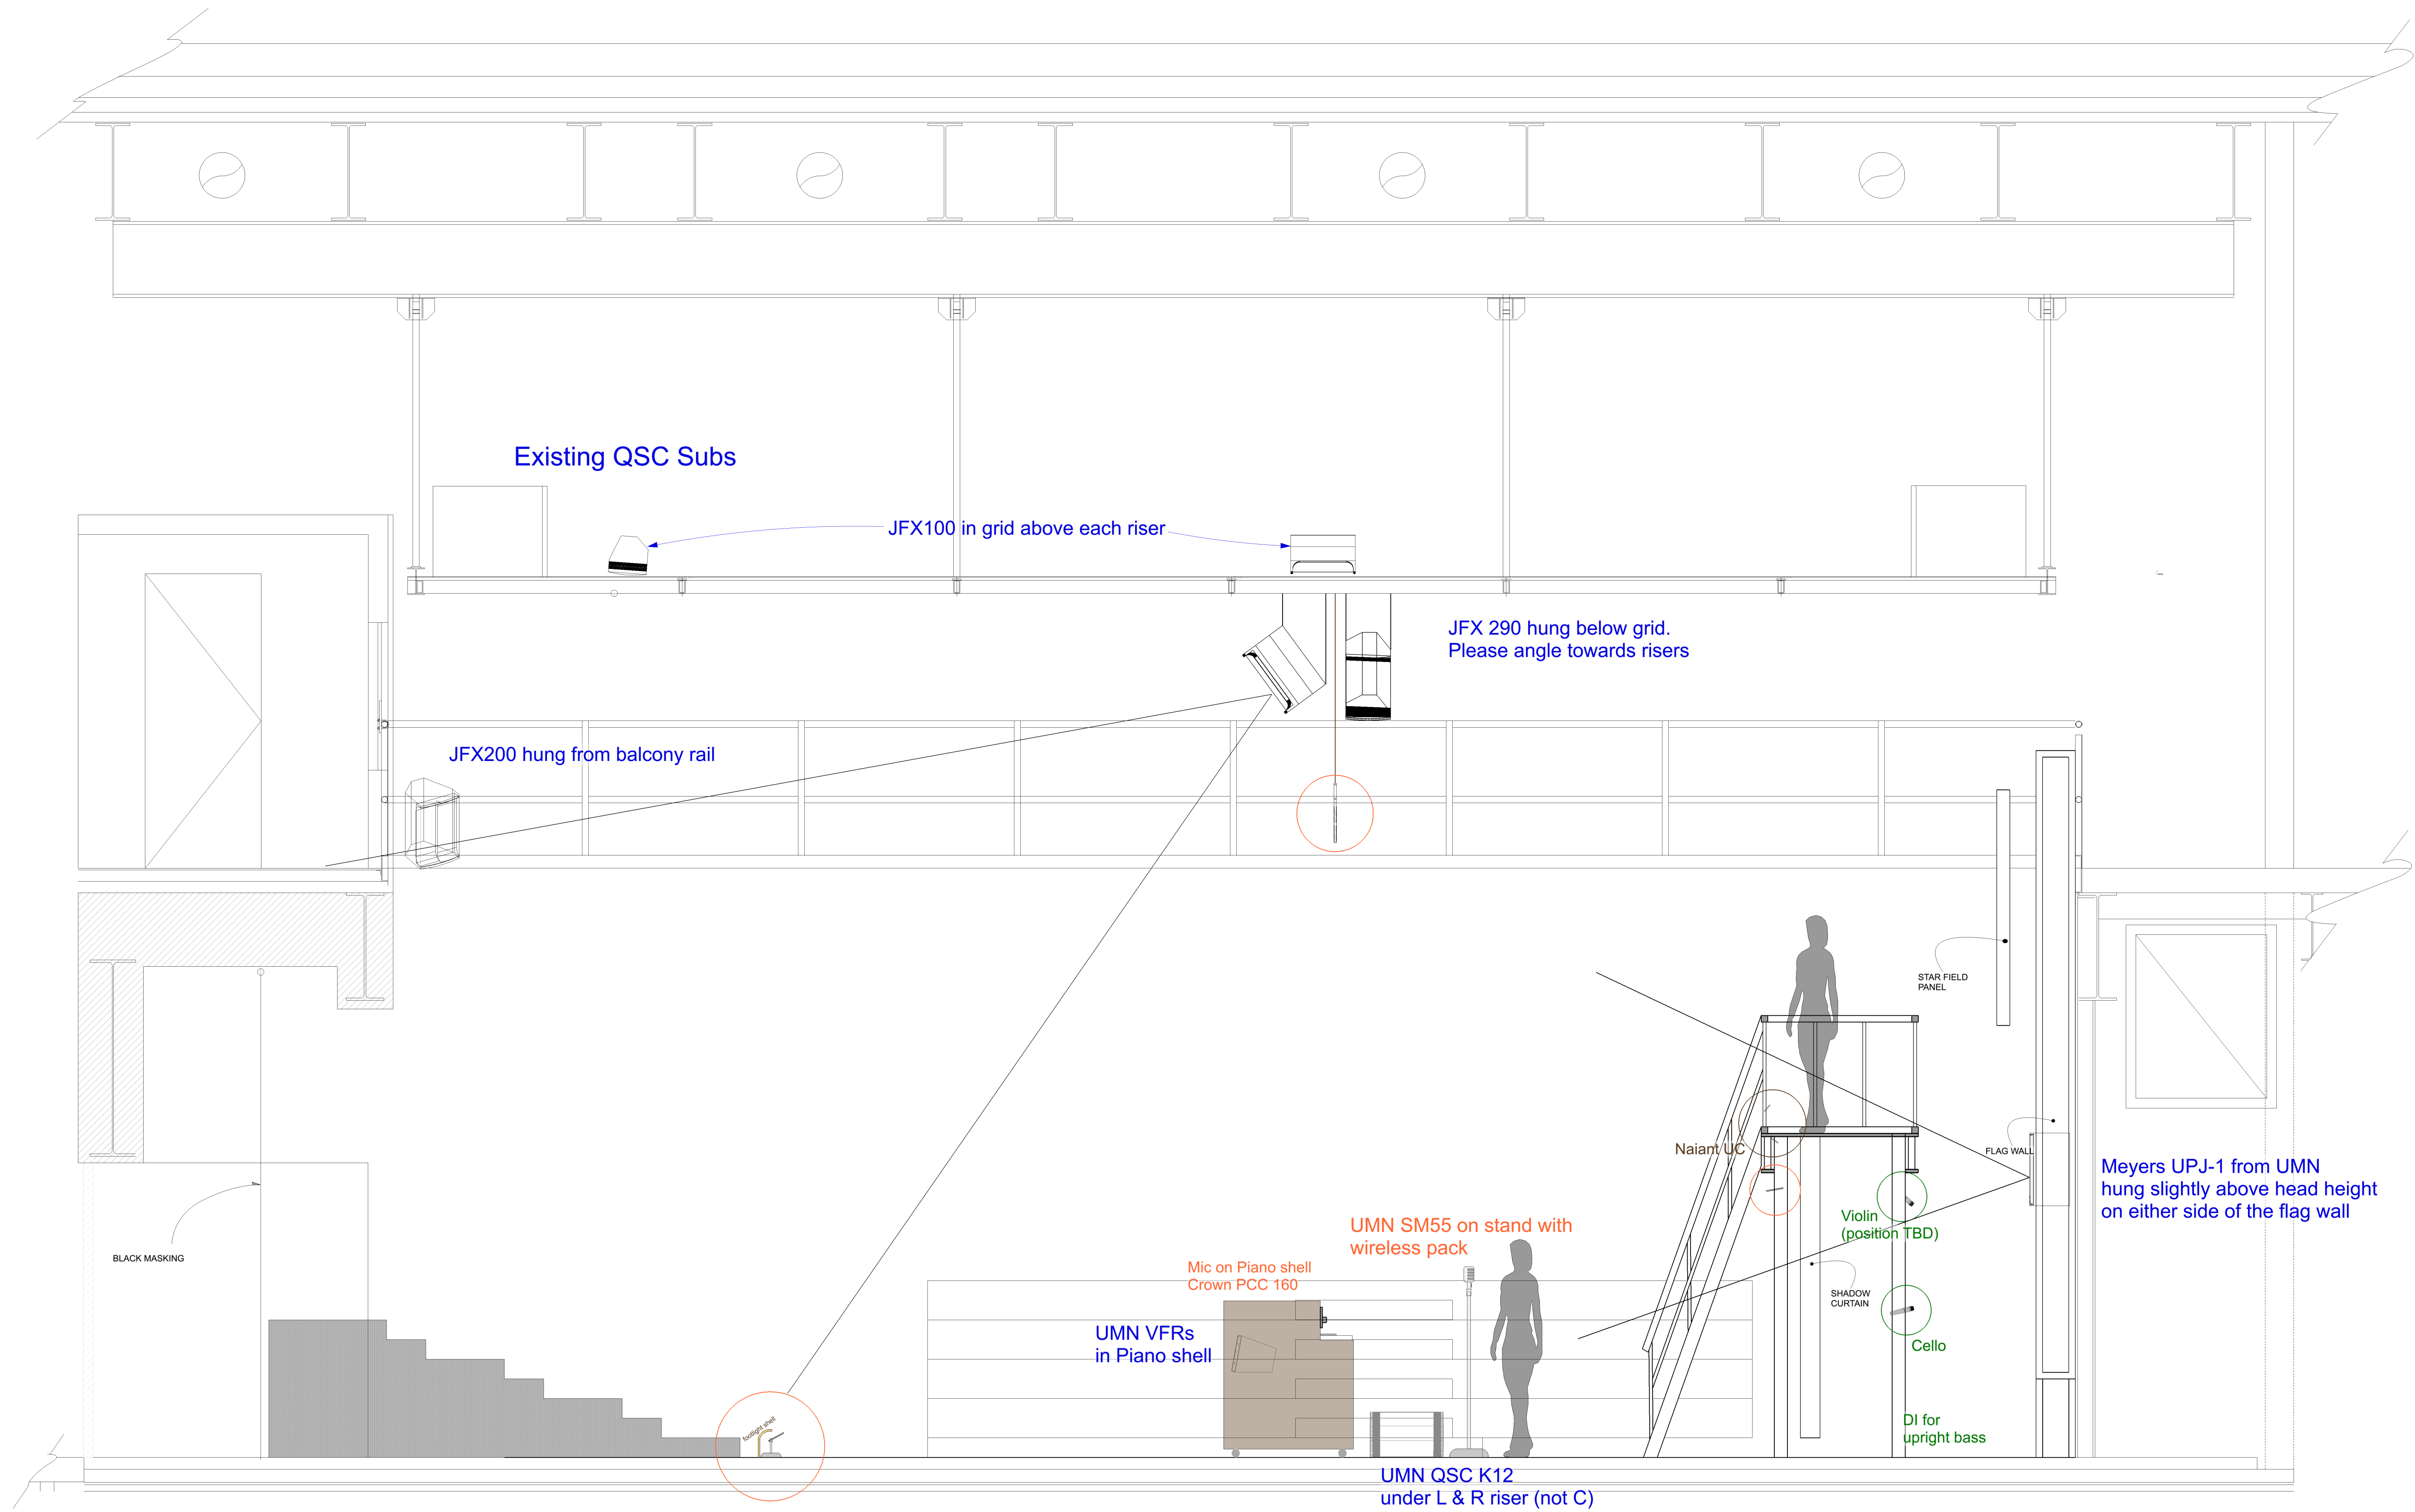 Existing QSC Subs
JFX100 in grid above each riser
JFX 290 hung below grid.
Please angle towards risers
JFX200 hung from balcony rail
STAR FIELD
PANEL
Naiant UC
FLAG WALL
Meyers UPJ-1 from UMN
hung slightly above head height
on either side of the flag wall
Violin
(position TBD)
UMN SM55 on stand with
wireless pack
BLACK MASKING
Mic on Piano shell
Crown PCC 160
SHADOW
CURTAIN
UMN VFRs
in Piano shell
Cello
footlight shell
DI for
upright bass
UMN QSC K12
under L & R riser (not C)